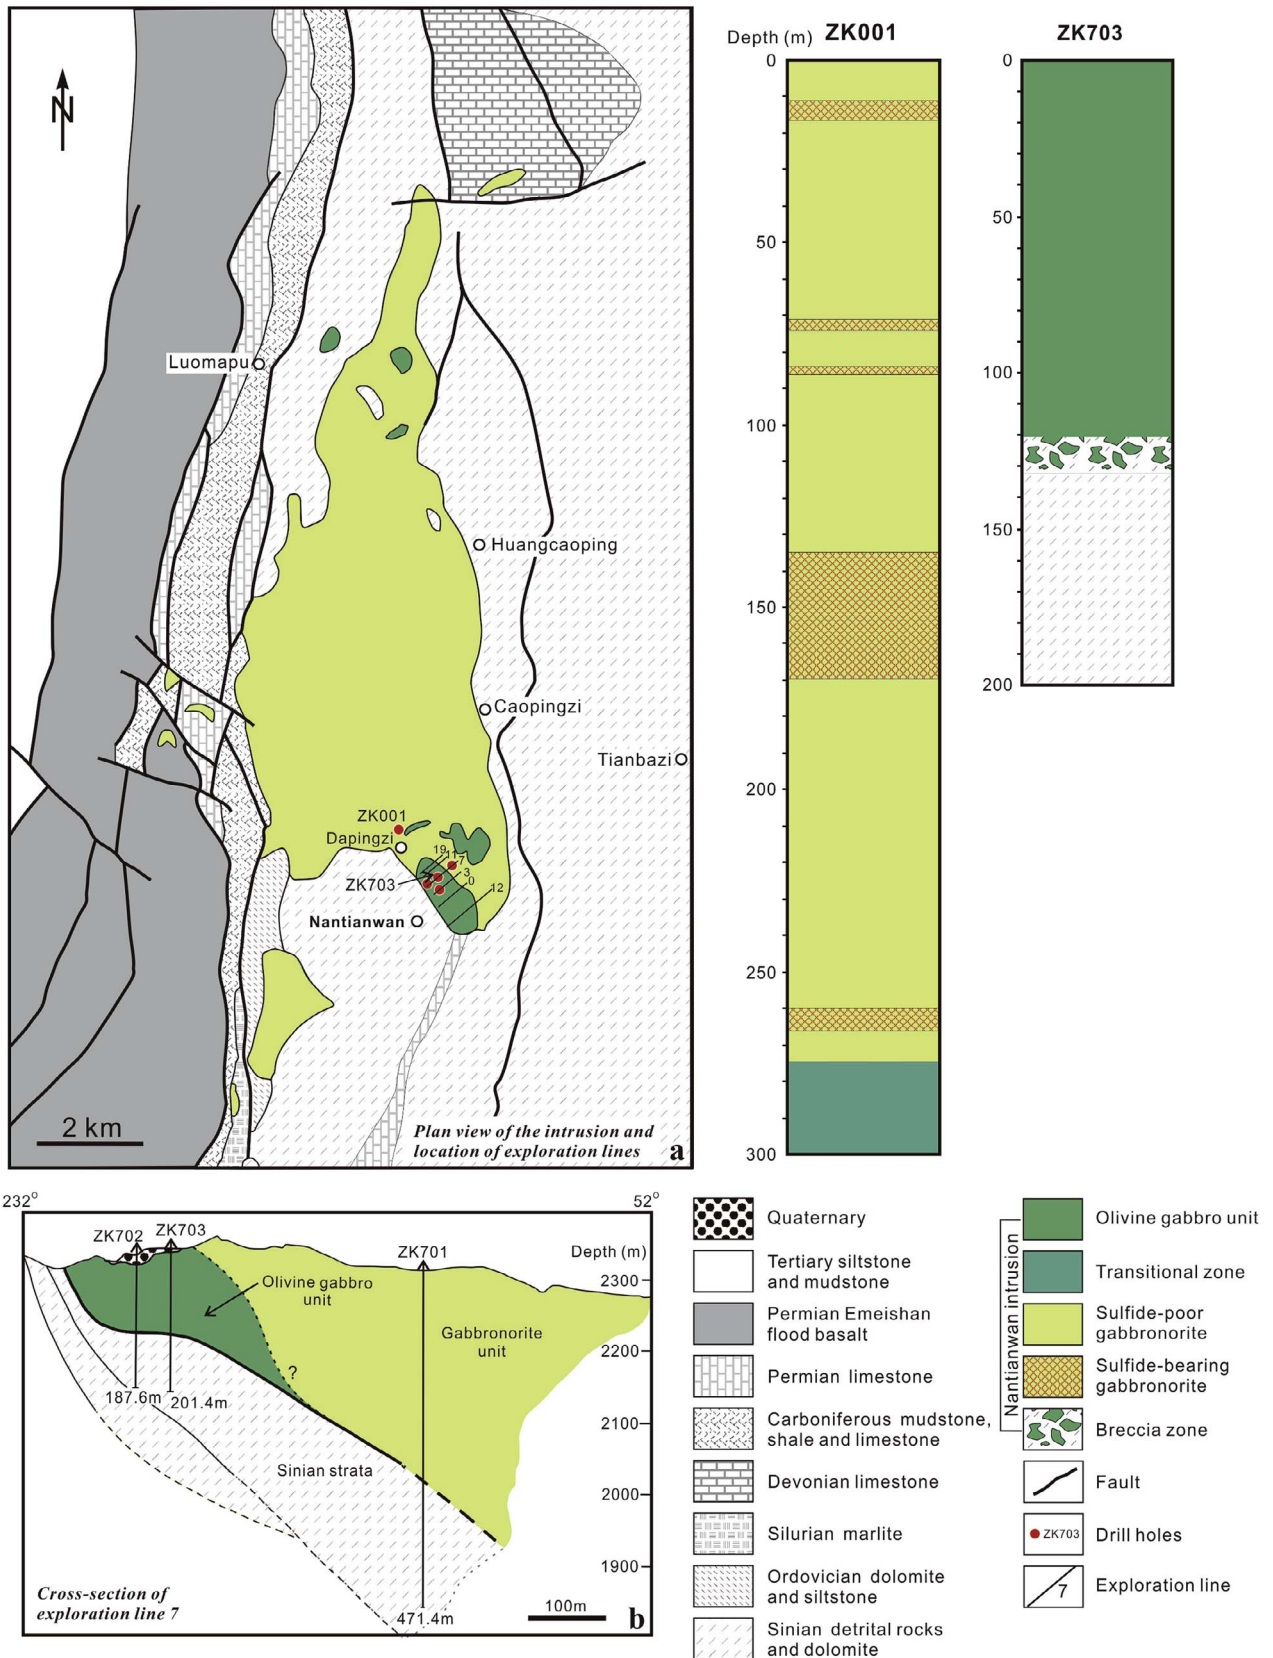 N
Luomapu
Huangcaoping
Caopingzi
Tianbazi
ZK001
Dapingzi
19
11
7
3
0
12
ZK703
Nantianwan
2 km
Plan view of the intrusion and
location of exploration lines
a
Depth (m)
ZK001
0
50
100
150
200
250
300
ZK703
0
50
100
150
200
232°
52°
ZK702
ZK703
ZK701
Depth (m)
2300
2200
2100
2000
1900
Olivine gabbro
unit
Gabbronorite
unit
?
187.6m
201.4m
Sinian strata
471.4m
Cross-section of
exploration line 7
100m
b
Quaternary
Tertiary siltstone
and mudstone
Permian Emeishan
flood basalt
Permian limestone
Carboniferous mudstone,
shale and limestone
Devonian limestone
Silurian marlite
Ordovician dolomite
and siltstone
Sinian detrital rocks
and dolomite
Nantianwan intrusion
Olivine gabbro unit
Transitional zone
Sulfide-poor
gabbronorite
Sulfide-bearing
gabbronorite
Breccia zone
Fault
ZK703
Drill holes
7
Exploration line